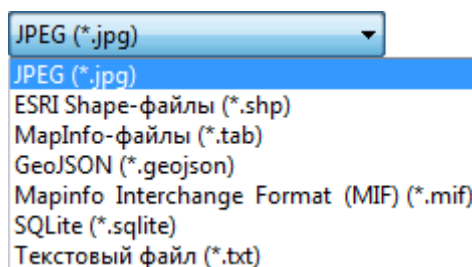 JPEG (*.jpg)
JPEG (*.jpg)
ESRI Shape-файлы (*.shp)
MapInfo-файлы (*.tab)
GeoJSON (*.geojson)
Mapinfo Interchange Format (MIF) (*.mif)
SQLite (*.sqlite)
Текстовый файл (*.txt)